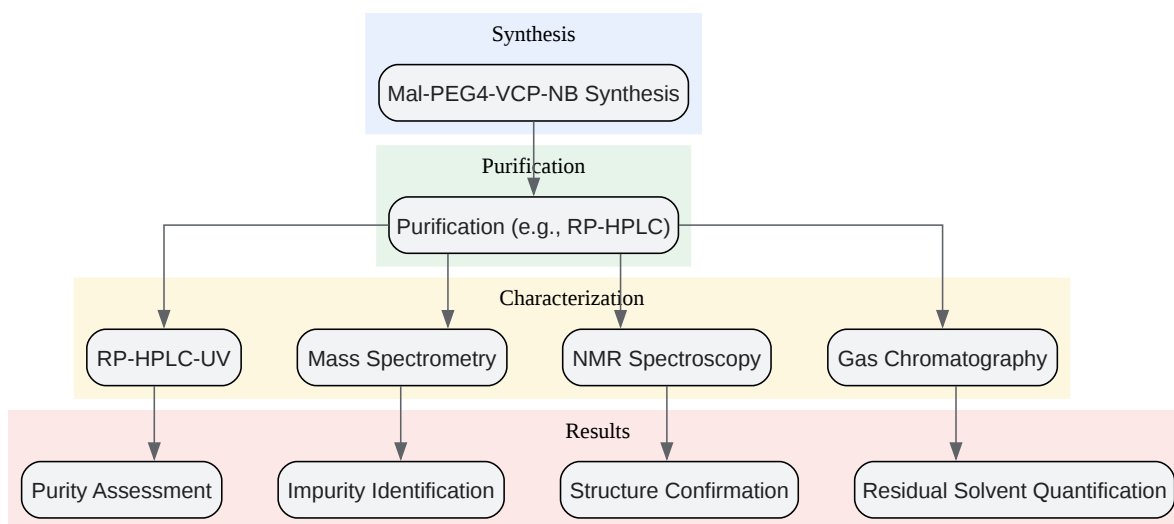 Synthesis
Mal-PEG4-VCP-NB Synthesis
Purification
Purification (e.g., RP-HPLC)
Characterization
RP-HPLC-UV
Mass Spectrometry
NMR Spectroscopy
Gas Chromatography
Results
Purity Assessment
Impurity Identification
Structure Confirmation
Residual Solvent Quantification